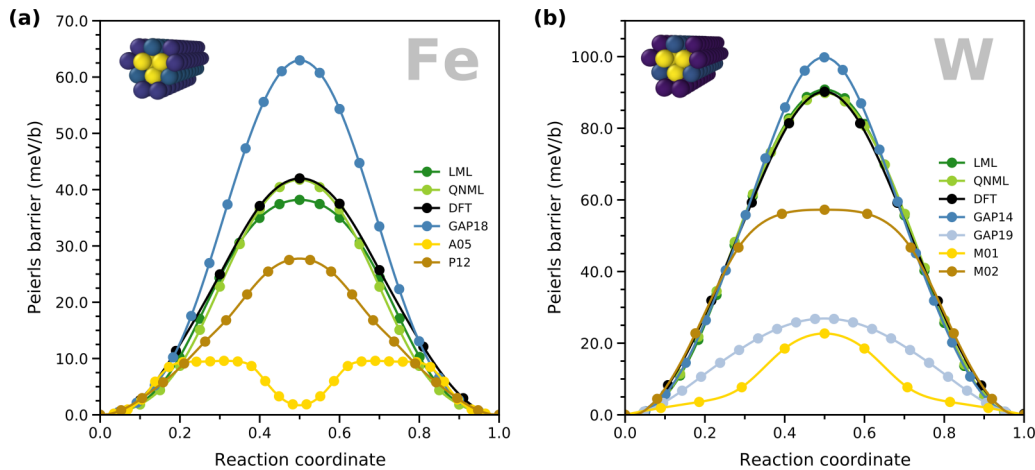 (a)
Fe
Peierls barrier (meV/b)
70.0
60.0
50.0
40.0
30.0
20.0
10.0
0.0
LML
QNML
DFT
GAP18
A05
P12
0.0
0.2
0.4
0.6
0.8
1.0
Reaction coordinate
(b)
W
Peierls barrier (meV/b)
100.0
80.0
60.0
40.0
20.0
0.0
LML
QNML
DFT
GAP14
GAP19
M01
M02
0.0
0.2
0.4
0.6
0.8
1.0
Reaction coordinate